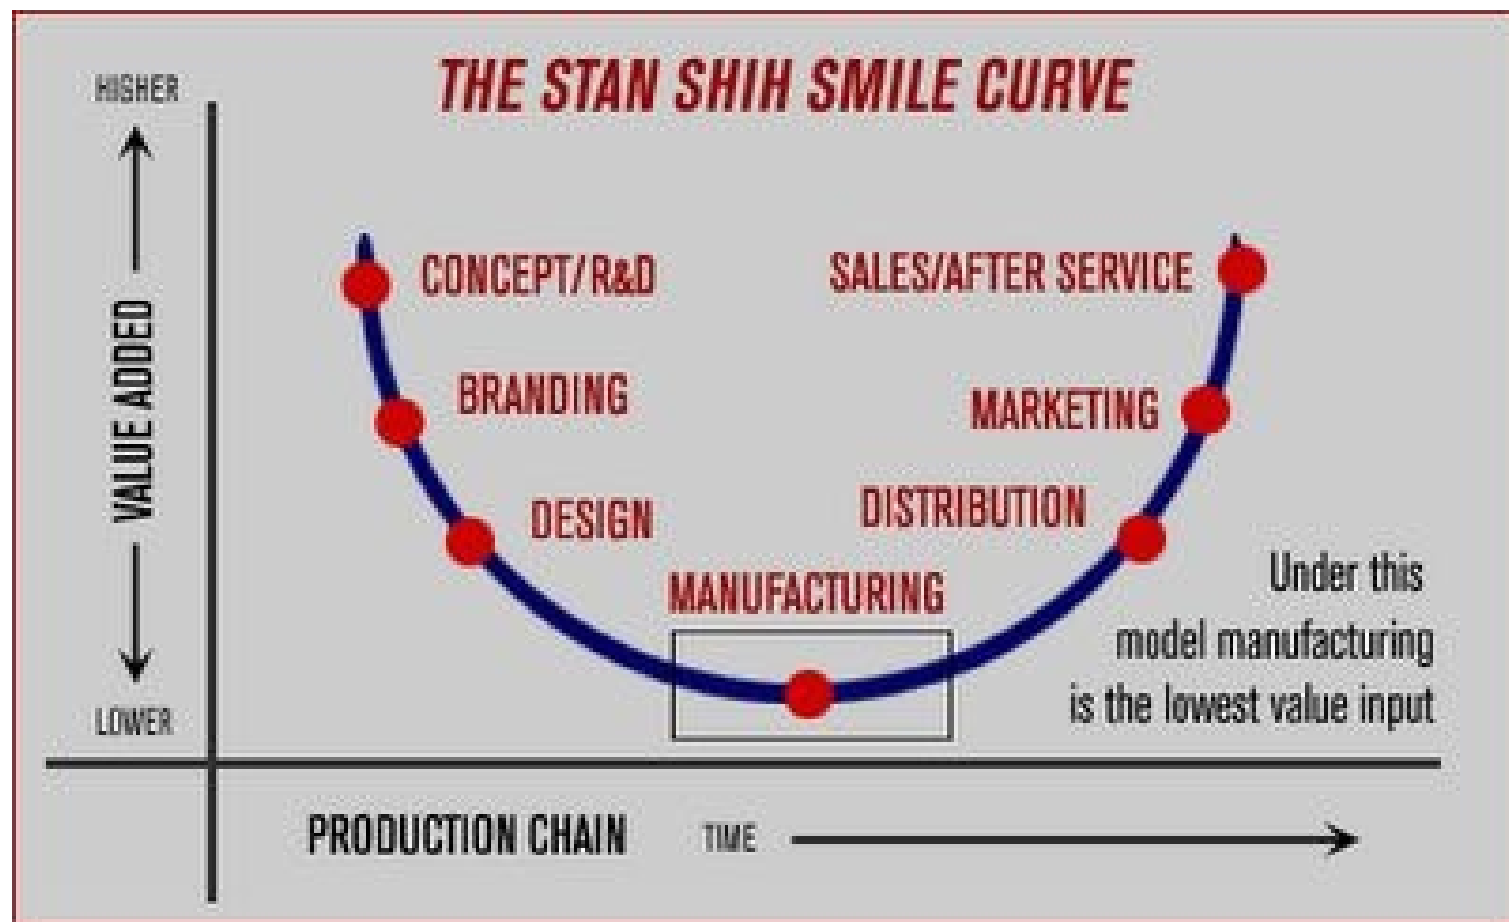 THE STAN SHIH SMILE CURVE
HIGHER
VALUE ADDED
LOWER
CONCEPT/R&D
BRANDING
DESIGN
MANUFACTURING
DISTRIBUTION
MARKETING
SALES/AFTER SERVICE
Under this
model manufacturing
is the lowest value input
PRODUCTION CHAIN
TIME